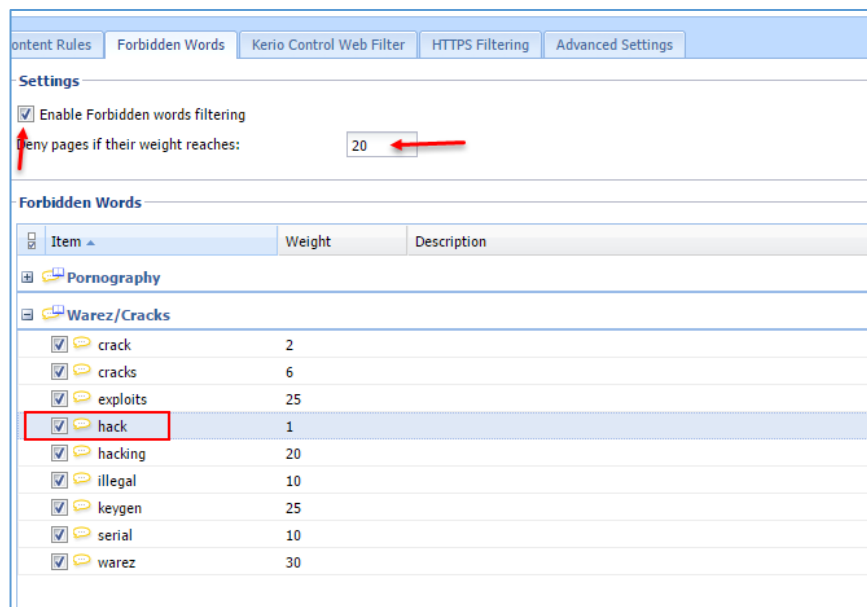 ontent Rules Forbidden Words Kerio Control Web Filter HTTPS Filtering Advanced Settings
Settings
Enable Forbidden words filtering
Deny pages if their weight reaches: 20
Forbidden Words
Item Weight Description
Pornography
Warez/Cracks
crack 2
cracks 6
exploits 25
hack 1
hacking 20
illegal 10
keygen 25
serial 10
warez 30